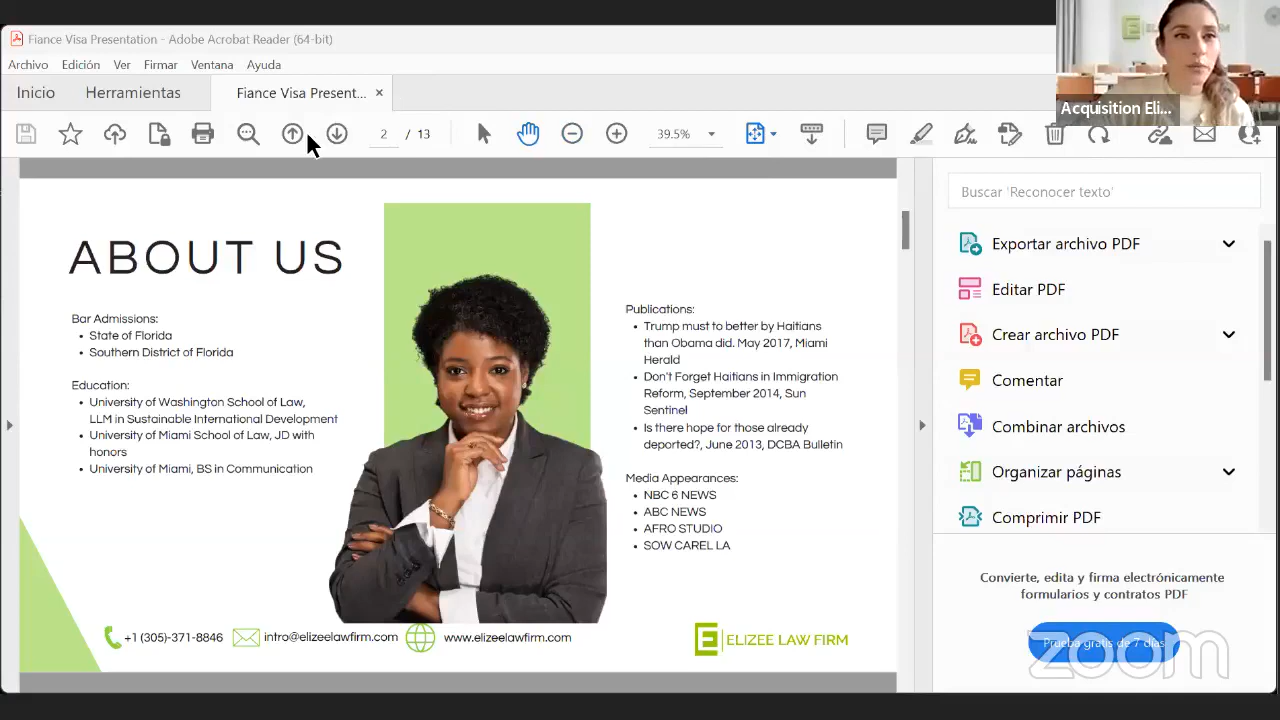 Fiance Visa Presentation - Adobe Acrobat Reader (64-bit)
Archivo Edición Ver Firmar Ventana Ayuda
Inicio Herramientas Fiance Visa Present... ×
2 / 13 39.5%
Acquisition Eli...
Buscar 'Reconocer texto'
Exportar archivo PDF
Editar PDF
Crear archivo PDF
Comentar
Combinar archivos
Organizar páginas
Comprimir PDF
Convierte, edita y firma electrónicamente
formularios y contratos PDF
Prueba gratis de 7 días
zoom
ABOUT US
Bar Admissions:
• State of Florida
• Southern District of Florida
Education:
• University of Washington School of Law,
LLM in Sustainable International Development
• University of Miami School of Law, JD with
honors
• University of Miami, BS in Communication
Publications:
• Trump must to better by Haitians
than Obama did. May 2017, Miami
Herald
• Don't Forget Haitians in Immigration
Reform, September 2014, Sun
Sentinel
• Is there hope for those already
deported?, June 2013, DCBA Bulletin
Media Appearances:
• NBC 6 NEWS
• ABC NEWS
• AFRO STUDIO
• SOW CAREL LA
+1 (305)-371-8846 intro@elizeelawfirm.com www.elizeelawfirm.com
E ELIZEE LAW FIRM